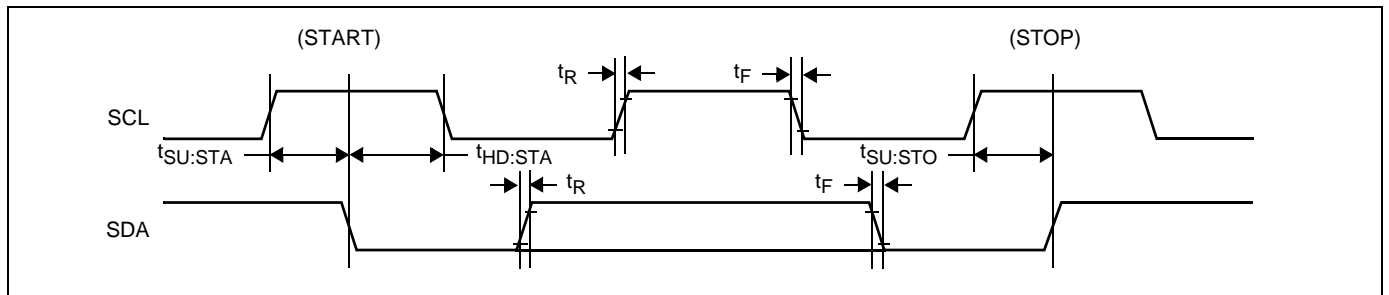 (START) (STOP)
tR tF
SCL
tSU:STA tHD:STA tSU:STO
tR tF
SDA